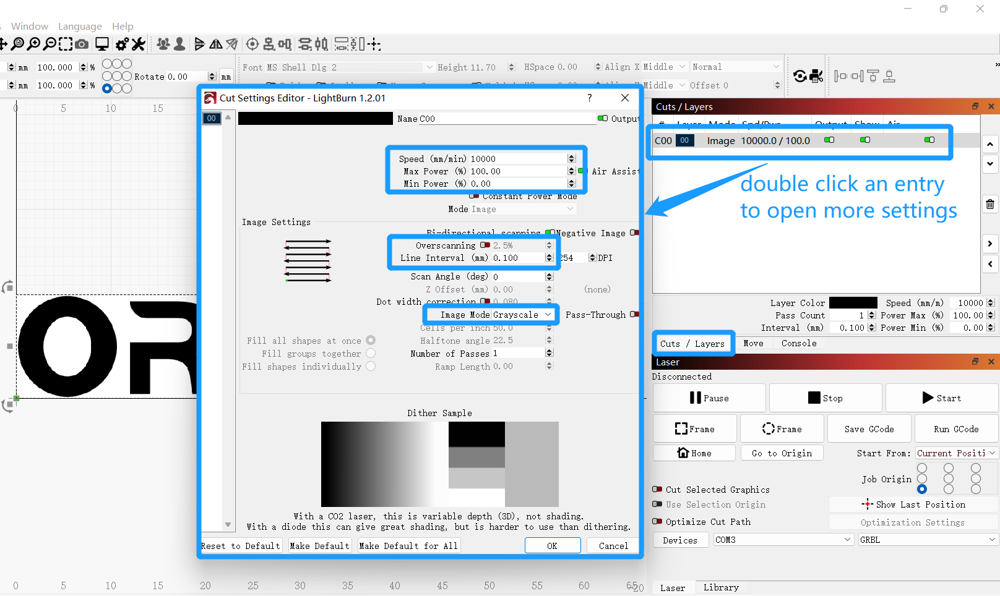 Window Language Help
mm 100.000 %
mm 100.000 %
Rotate 0.00 mm
Font MS Shell Dlg 2 Height 11.70 HSpace 0.00 Align X Middle Normal
Middle Offset 0
0 5 10 15
Cut Settings Editor - LightBurn 1.2.01 ?
00
Name C00 Output
Speed (mm/min) 10000
Max Power (%) 100.00 Air Assist
Min Power (%) 0.00
Constant Power Mode
Mode Image
Image Settings
Bi-directional scanning Negative Image
Overscanning 2.5%
Line Interval (mm) 0.100 254 DPI
Scan Angle (deg) 0
Z Offset (mm) 0.00 (none)
Dot width correction 0.080
Image Mode Grayscale Pass-Through
Cells per inch 50.0
Fill all shapes at once Halftone angle 22.5
Fill groups together Number of Passes 1
Fill shapes individually Ramp Length 0.00
Dither Sample
With a CO2 laser, this is variable depth (3D), not shading.
With a diode this can give great shading, but is harder to use than dithering.
Reset to Default Make Default Make Default for All OK Cancel
OR
0 5 10 15 20 25 30 35 40 45 50 55 60 65
-20
Cuts / Layers
# Layer Mode Spd/Pwr Output Show Air
C00 00 Image 10000.0 / 100.0
double click an entry
to open more settings
Layer Color Speed (mm/m) 10000
Pass Count 1 Power Max (%) 100.00
Interval (mm) 0.100 Power Min (%) 0.00
Cuts / Layers Move Console
Laser
Disconnected
Pause Stop Start
Frame Frame Save GCode Run GCode
Home Go to Origin Start From: Current Positi
Job Origin
Cut Selected Graphics
Use Selection Origin Show Last Position
Optimize Cut Path Optimization Settings
Devices COM3 GRBL
Laser Library